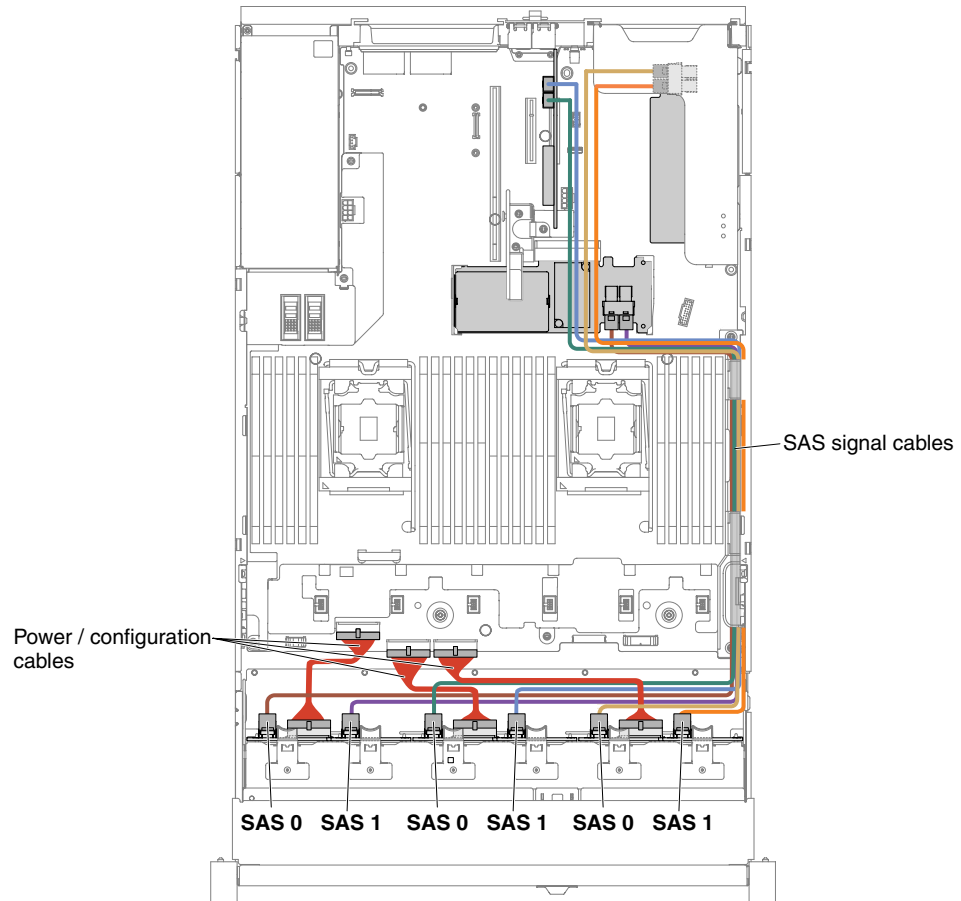 SAS signal cables
Power / configuration
cables
SAS 0 SAS 1 SAS 0 SAS 1 SAS 0 SAS 1